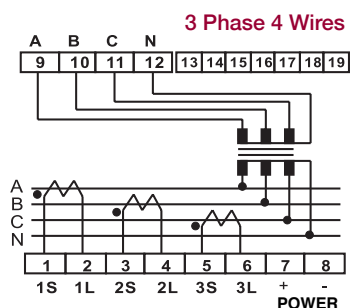 3 Phase 4 Wires
A B C N
9 10 11 12 13 14 15 16 17 18 19
A
B
C
N
1 2 3 4 5 6 7 8
1S 1L 2S 2L 3S 3L + -
POWER